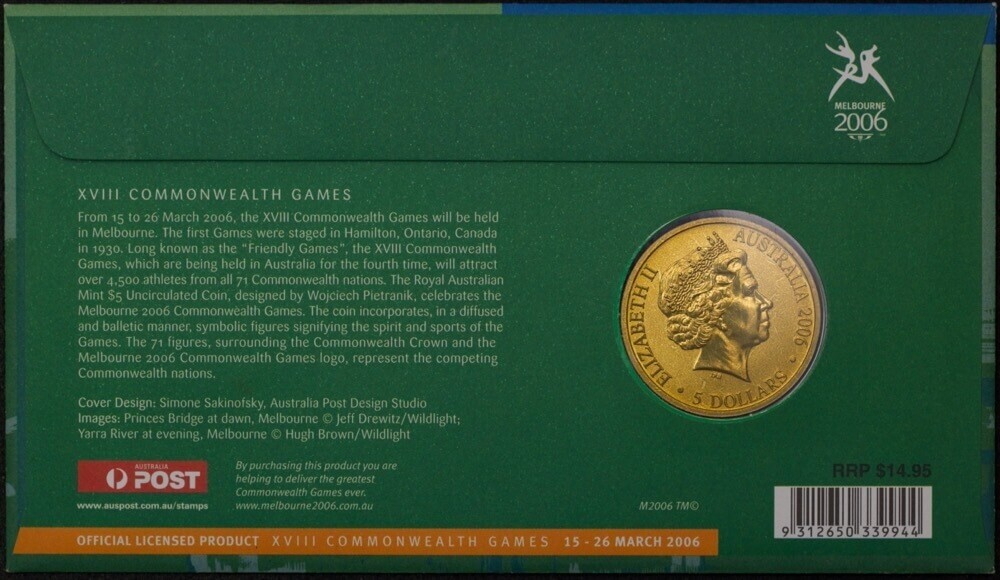 MELBOURNE
2006
XVIII COMMONWEALTH GAMES
From 15 to 26 March 2006, the XVIII Commonwealth Games will be held
in Melbourne. The first Games were staged in Hamilton, Ontario, Canada
in 1930. Long known as the "Friendly Games", the XVIII Commonwealth
Games, which are being held in Australia for the fourth time, will attract
over 4,500 athletes from all 71 Commonwealth nations. The Royal Australian
Mint $5 Uncirculated Coin, designed by Wojciech Pietranik, celebrates the
Melbourne 2006 Commonwealth Games. The coin incorporates, in a diffused
and balletic manner, symbolic figures signifying the spirit and sports of the
Games. The 71 figures, surrounding the Commonwealth Crown and the
Melbourne 2006 Commonwealth Games logo, represent the competing
Commonwealth nations.
Cover Design: Simone Sakinofsky, Australia Post Design Studio
Images: Princes Bridge at dawn, Melbourne © Jeff Drewitz/Wildlight;
Yarra River at evening, Melbourne © Hugh Brown/Wildlight
ELIZABETH II
AUSTRALIA 2006
5 DOLLARS
AUSTRALIA
POST
www.auspost.com.au/stamps
By purchasing this product you are
helping to deliver the greatest
Commonwealth Games ever.
www.melbourne2006.com.au
M2006 TM©
RRP $14.95
9 312650 339944
OFFICIAL LICENSED PRODUCT XVIII COMMONWEALTH GAMES 15 - 26 MARCH 2006